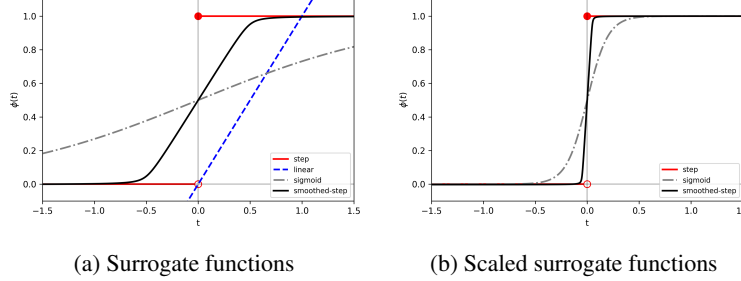 1.0
0.8
0.6
0.4
0.2
0.0
ϕ(t)
−1.5 −1.0 −0.5 0.0 0.5 1.0 1.5
t
step
linear
sigmoid
smoothed-step
(a) Surrogate functions
1.0
0.8
0.6
0.4
0.2
0.0
ϕ(t)
−1.5 −1.0 −0.5 0.0 0.5 1.0 1.5
t
step
sigmoid
smoothed-step
(b) Scaled surrogate functions